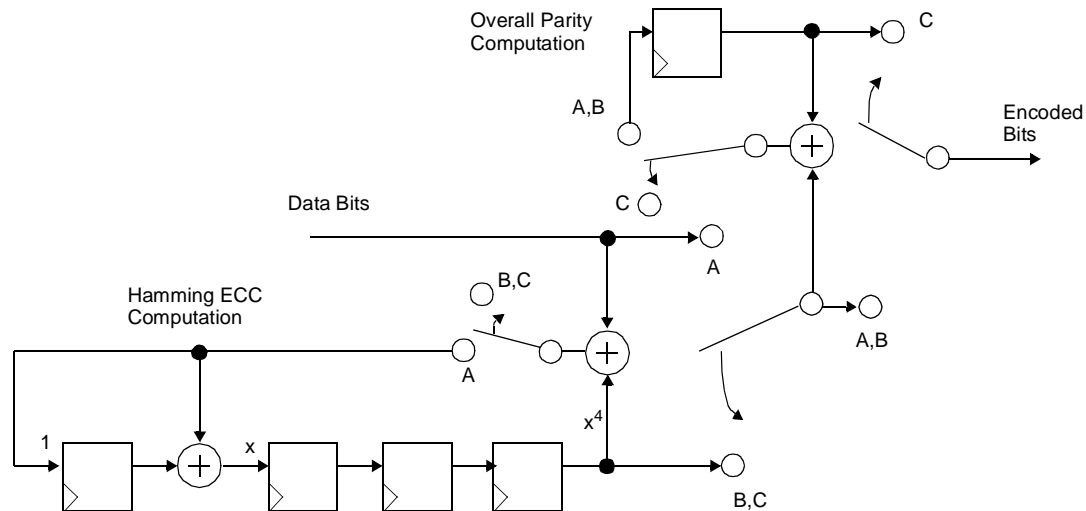 Overall Parity
Computation
C
A,B
Encoded
Bits
C
Data Bits
A
B,C
Hamming ECC
Computation
A
A,B
x⁴
1
x
B,C